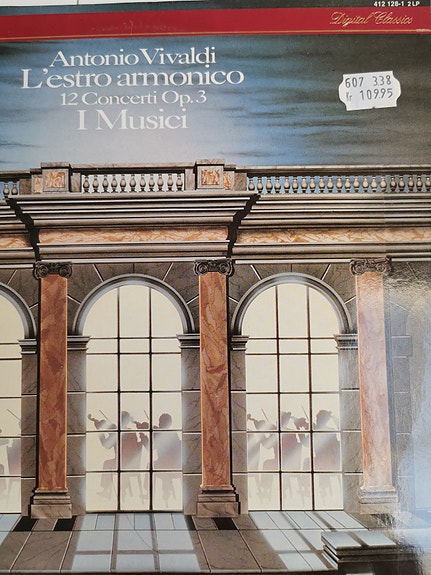 412 128-1 2 LP
Digital Classics
Antonio Vivaldi
L'estro armonico
12 Concerti Op. 3
I Musici
607 338
Kr 10995